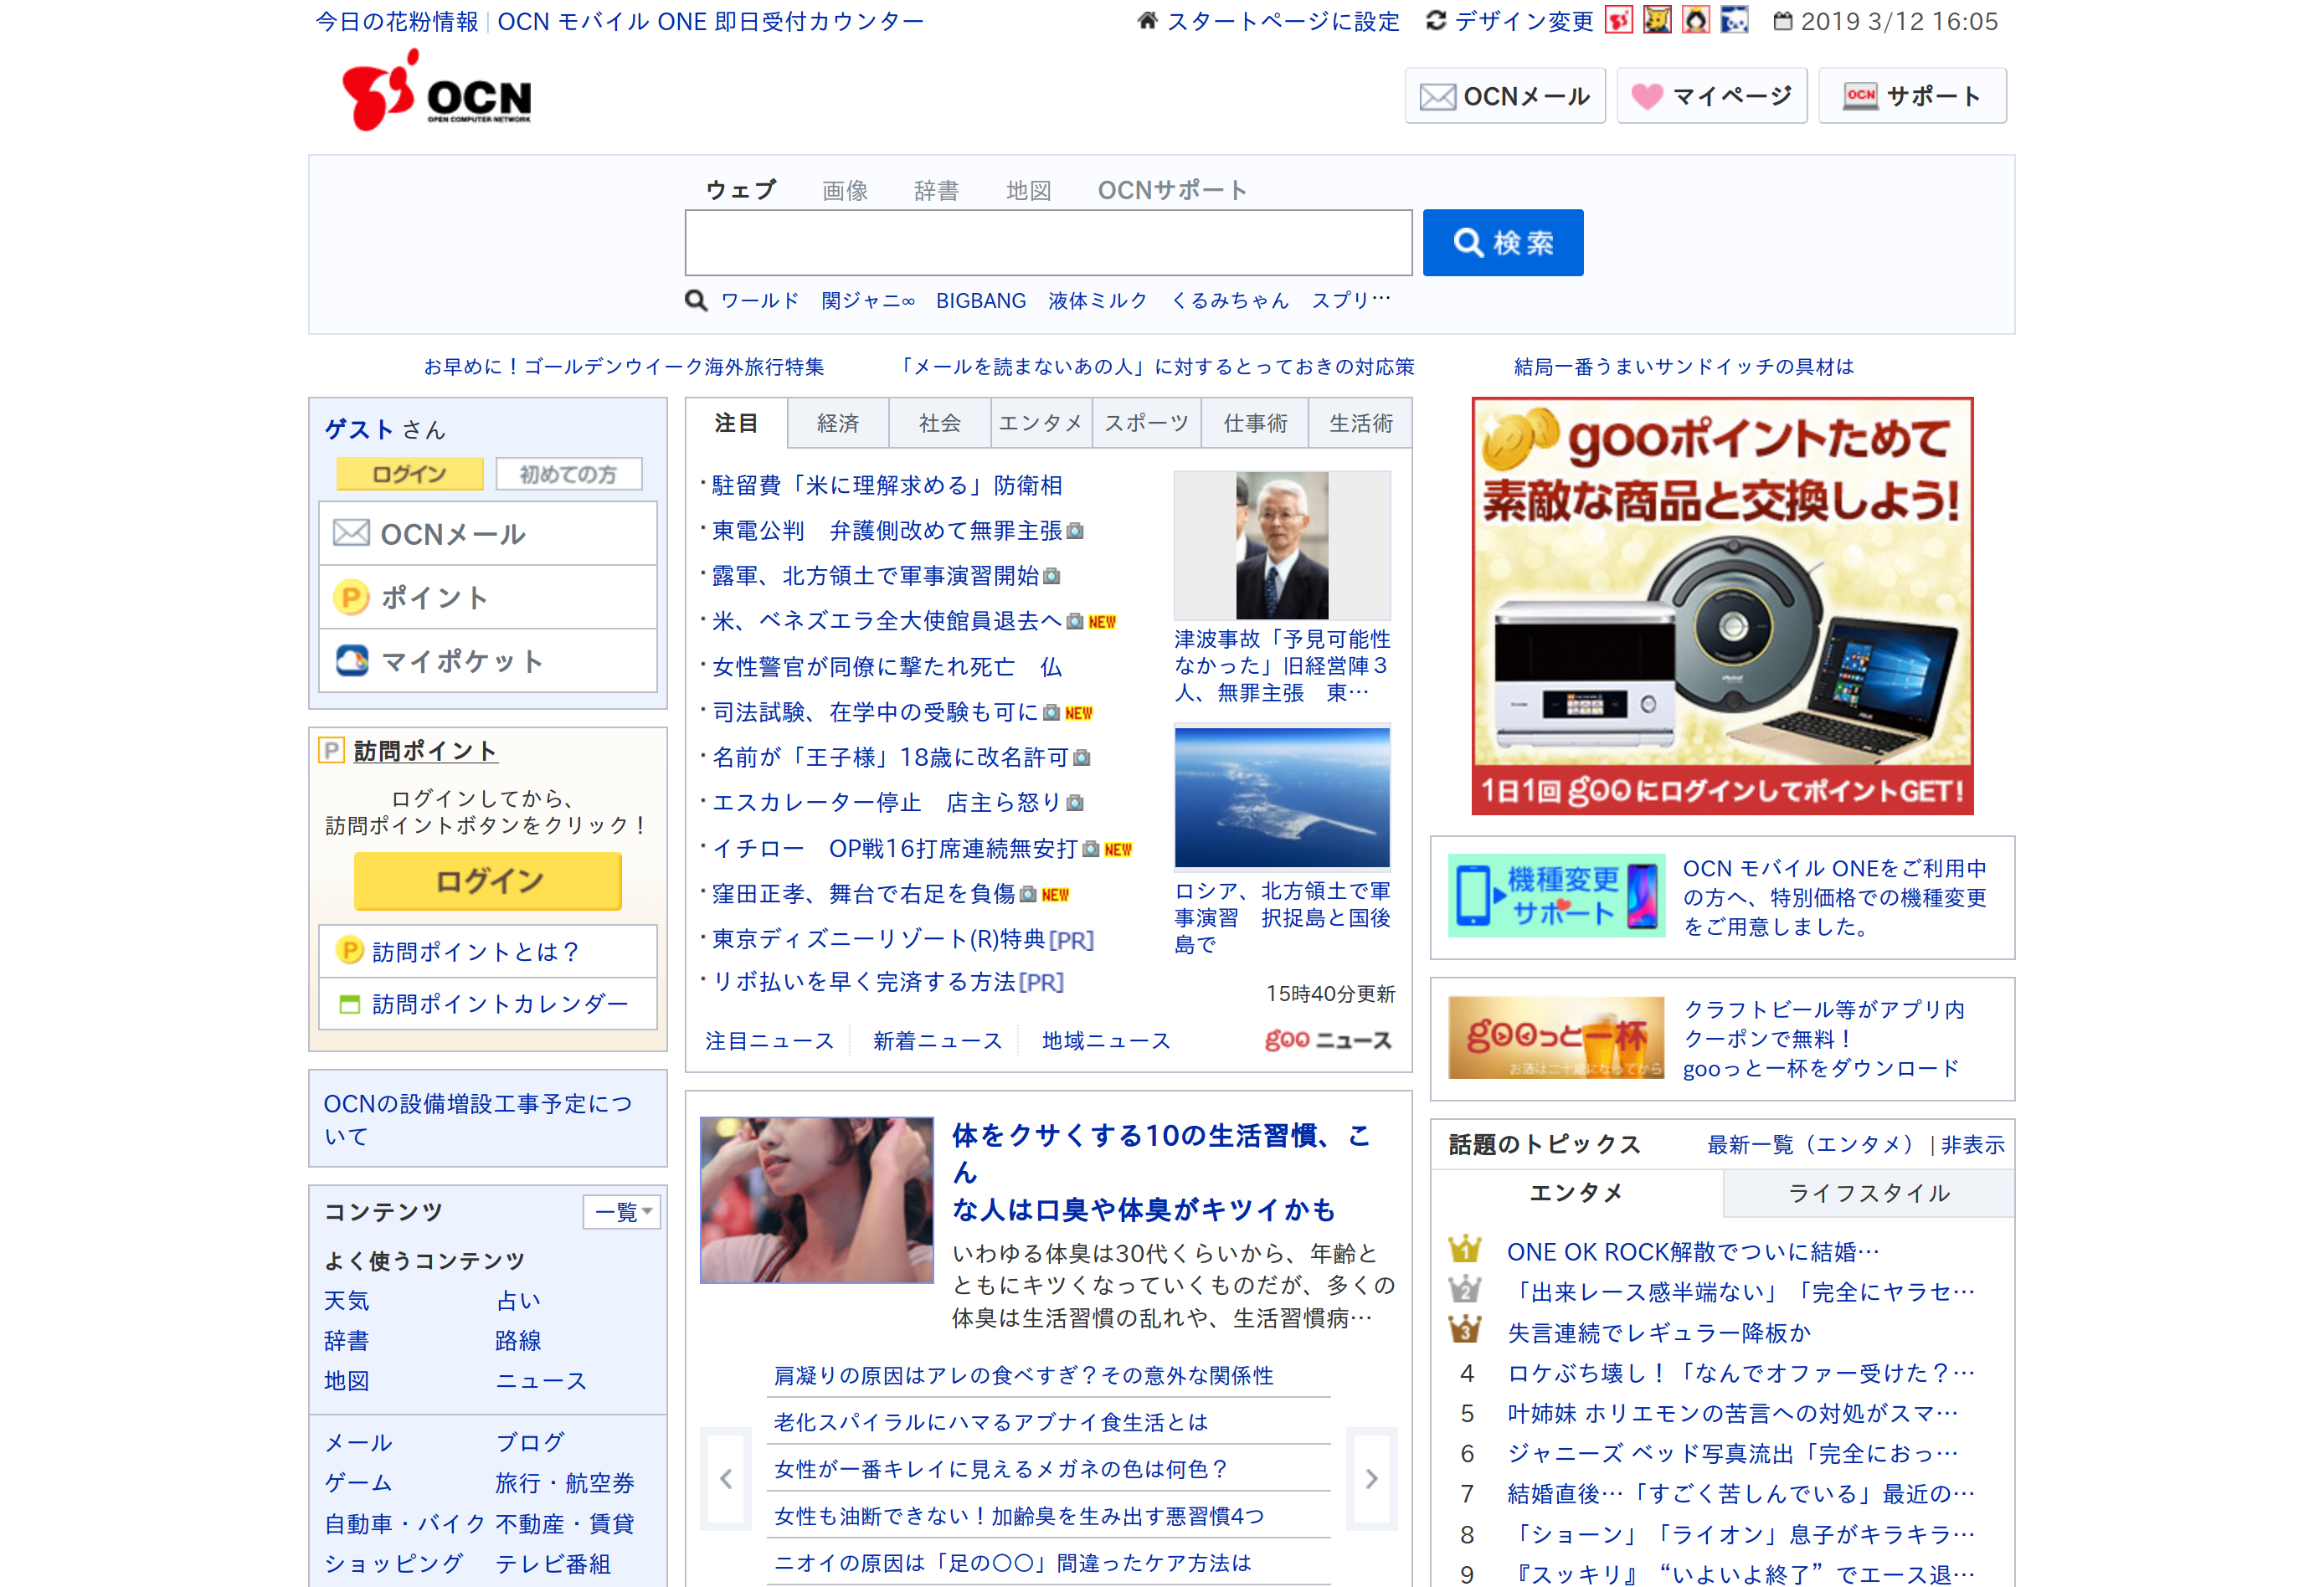 今日の花粉情報 | OCN モバイル ONE 即日受付カウンター
スタートページに設定 デザイン変更 2019 3/12 16:05
OCN
OPEN COMPUTER NETWORK
OCNメール マイページ OCN サポート
ウェブ 画像 辞書 地図 OCNサポート
検索
ワールド 関ジャニ∞ BIGBANG 液体ミルク くるみちゃん スプリ…
お早めに！ゴールデンウイーク海外旅行特集 「メールを読まないあの人」に対するとっておきの対応策 結局一番うまいサンドイッチの具材は
ゲスト さん
ログイン 初めての方
OCNメール
P ポイント
マイポケット
P 訪問ポイント
ログインしてから、
訪問ポイントボタンをクリック！
ログイン
P 訪問ポイントとは？
訪問ポイントカレンダー
OCNの設備増設工事予定につ
いて
コンテンツ 一覧
よく使うコンテンツ
天気 占い
辞書 路線
地図 ニュース
メール ブログ
ゲーム 旅行・航空券
自動車・バイク 不動産・賃貸
ショッピング テレビ番組
注目 経済 社会 エンタメ スポーツ 仕事術 生活術
・駐留費「米に理解求める」防衛相
・東電公判　弁護側改めて無罪主張
・露軍、北方領土で軍事演習開始
・米、ベネズエラ全大使館員退去へ NEW
・女性警官が同僚に撃たれ死亡　仏
・司法試験、在学中の受験も可に NEW
・名前が「王子様」18歳に改名許可
・エスカレーター停止　店主ら怒り
・イチロー　OP戦16打席連続無安打 NEW
・窪田正孝、舞台で右足を負傷 NEW
・東京ディズニーリゾート(R)特典[PR]
・リボ払いを早く完済する方法[PR]
津波事故「予見可能性
なかった」旧経営陣３
人、無罪主張　東…
ロシア、北方領土で軍
事演習　択捉島と国後
島で
15時40分更新
注目ニュース 新着ニュース 地域ニュース goo ニュース
体をクサくする10の生活習慣、こ
ん
な人は口臭や体臭がキツイかも
いわゆる体臭は30代くらいから、年齢と
ともにキツくなっていくものだが、多くの
体臭は生活習慣の乱れや、生活習慣病…
肩凝りの原因はアレの食べすぎ？その意外な関係性
老化スパイラルにハマるアブナイ食生活とは
女性が一番キレイに見えるメガネの色は何色？
女性も油断できない！加齢臭を生み出す悪習慣4つ
ニオイの原因は「足の〇〇」間違ったケア方法は
gooポイントためて
素敵な商品と交換しよう!
1日1回 goo にログインしてポイントGET!
機種変更
サポート
OCN モバイル ONEをご利用中
の方へ、特別価格での機種変更
をご用意しました。
gooっと一杯
お酒は二十歳になってから
クラフトビール等がアプリ内
クーポンで無料！
gooっと一杯をダウンロード
話題のトピックス 最新一覧（エンタメ） | 非表示
エンタメ ライフスタイル
1 ONE OK ROCK解散でついに結婚…
2 「出来レース感半端ない」「完全にヤラセ…
3 失言連続でレギュラー降板か
4 ロケぶち壊し！「なんでオファー受けた？…
5 叶姉妹 ホリエモンの苦言への対処がスマ…
6 ジャニーズ ベッド写真流出「完全におっ…
7 結婚直後…「すごく苦しんでいる」最近の…
8 「ショーン」「ライオン」息子がキラキラ…
9 『スッキリ』“いよいよ終了”でエース退…